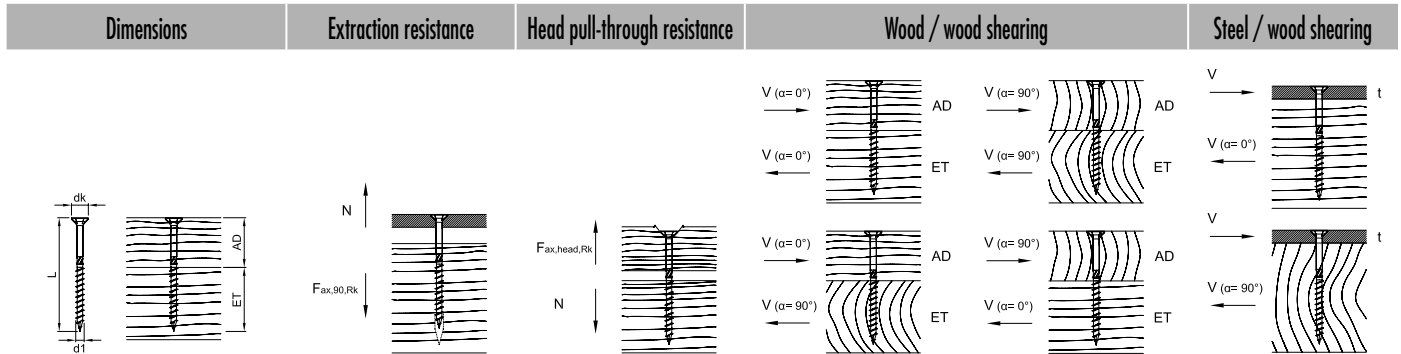 Dimensions
Extraction resistance
Head pull-through resistance
Wood / wood shearing
Steel / wood shearing
dk
L
d1
AD
ET
N
Fax,90,Rk
Fax,head,Rk
N
V (α= 0°)
AD
V (α= 0°)
ET
V (α= 90°)
AD
V (α= 90°)
ET
V (α= 0°)
AD
V (α= 90°)
ET
V (α= 90°)
AD
V (α= 0°)
ET
V
t
V (α= 0°)
V
t
V (α= 90°)